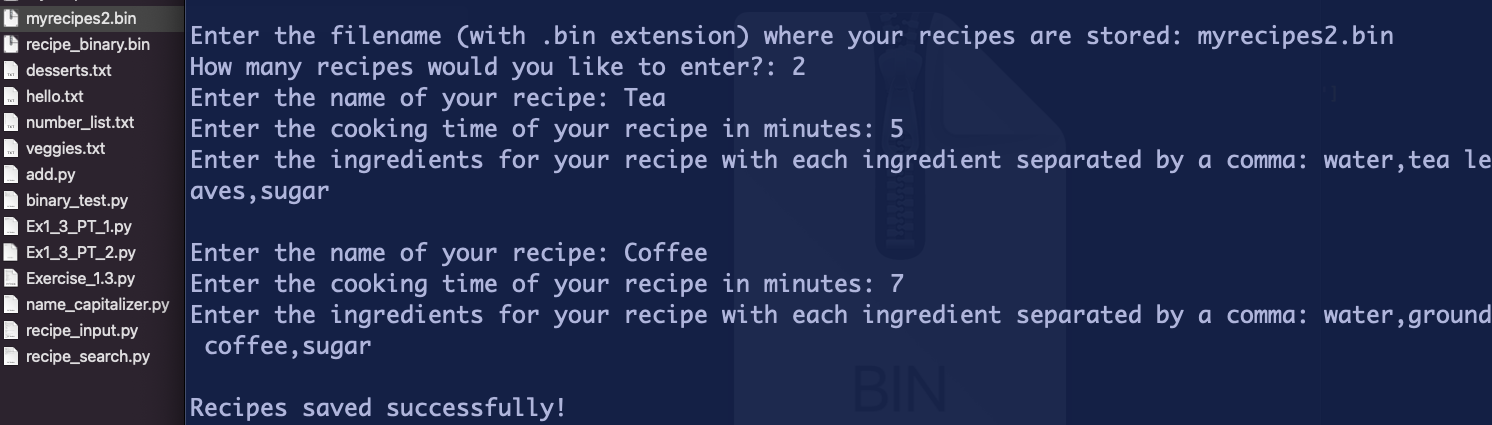 myrecipes2.bin
recipe_binary.bin
desserts.txt
hello.txt
number_list.txt
veggies.txt
add.py
binary_test.py
Ex1_3_PT_1.py
Ex1_3_PT_2.py
Exercise_1.3.py
name_capitalizer.py
recipe_input.py
recipe_search.py
Enter the filename (with .bin extension) where your recipes are stored: myrecipes2.bin
How many recipes would you like to enter?: 2
Enter the name of your recipe: Tea
Enter the cooking time of your recipe in minutes: 5
Enter the ingredients for your recipe with each ingredient separated by a comma: water,tea le
aves,sugar
Enter the name of your recipe: Coffee
Enter the cooking time of your recipe in minutes: 7
Enter the ingredients for your recipe with each ingredient separated by a comma: water,ground
coffee,sugar
Recipes saved successfully!
BIN